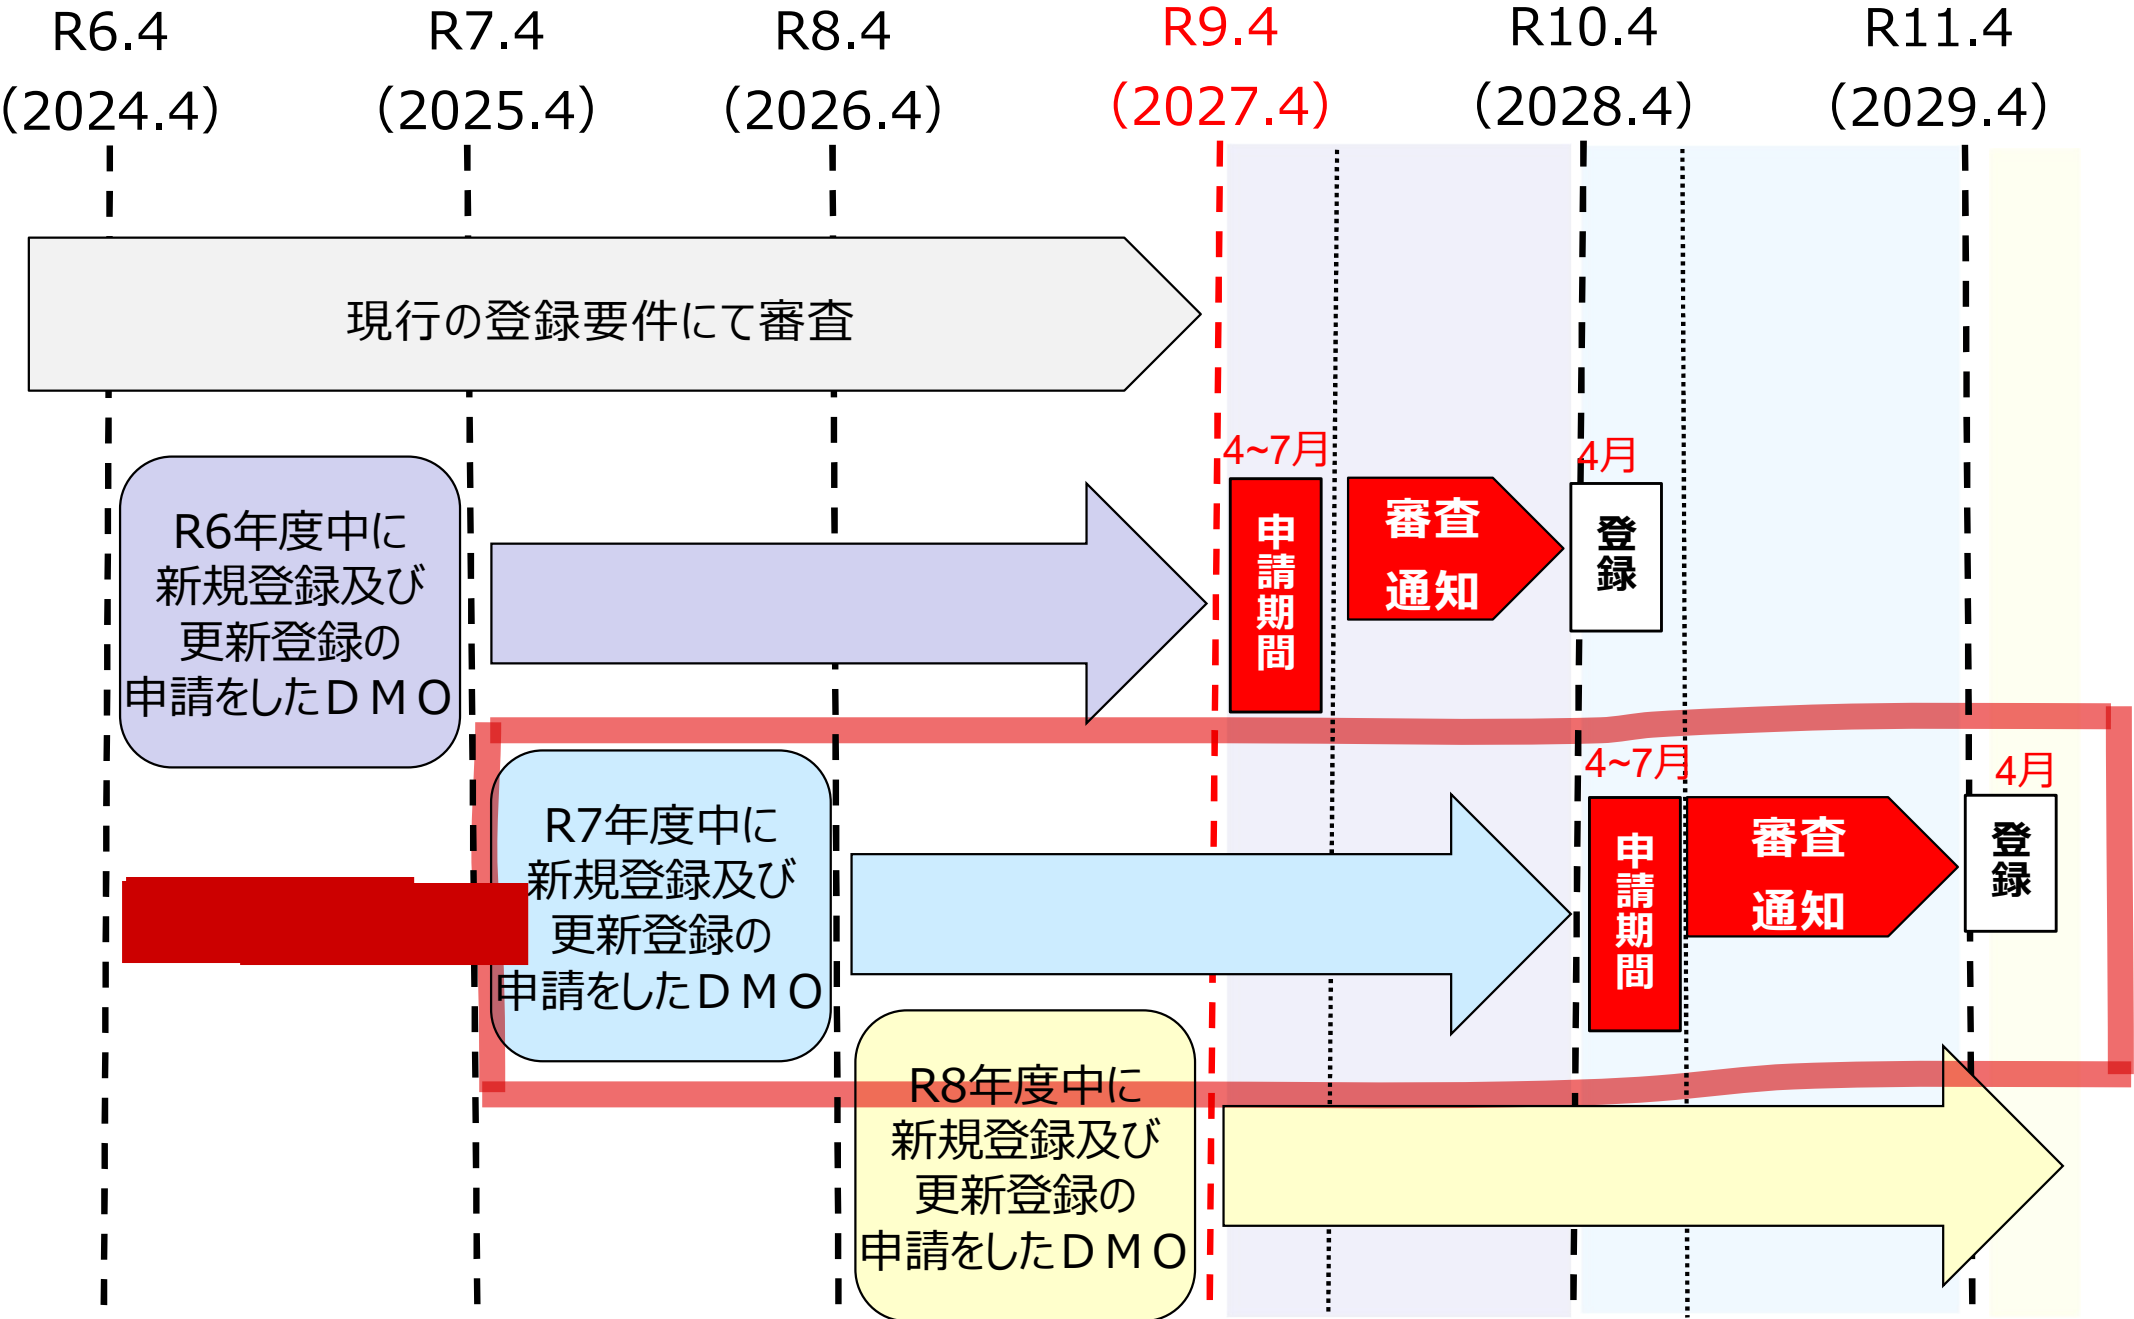 R6.4
R7.4
R8.4
R9.4
R10.4
R11.4
（2024.4）
（2025.4）
（2026.4）
（2027.4）
（2028.4）
（2029.4）
現行の登録要件にて審査
R6年度中に
新規登録及び
更新登録の
申請をしたＤＭＯ
4~7月
申請期間
審査
通知
4月
登録
R7年度中に
新規登録及び
更新登録の
申請をしたＤＭＯ
4~7月
申請期間
審査
通知
4月
登録
R8年度中に
新規登録及び
更新登録の
申請をしたＤＭＯ